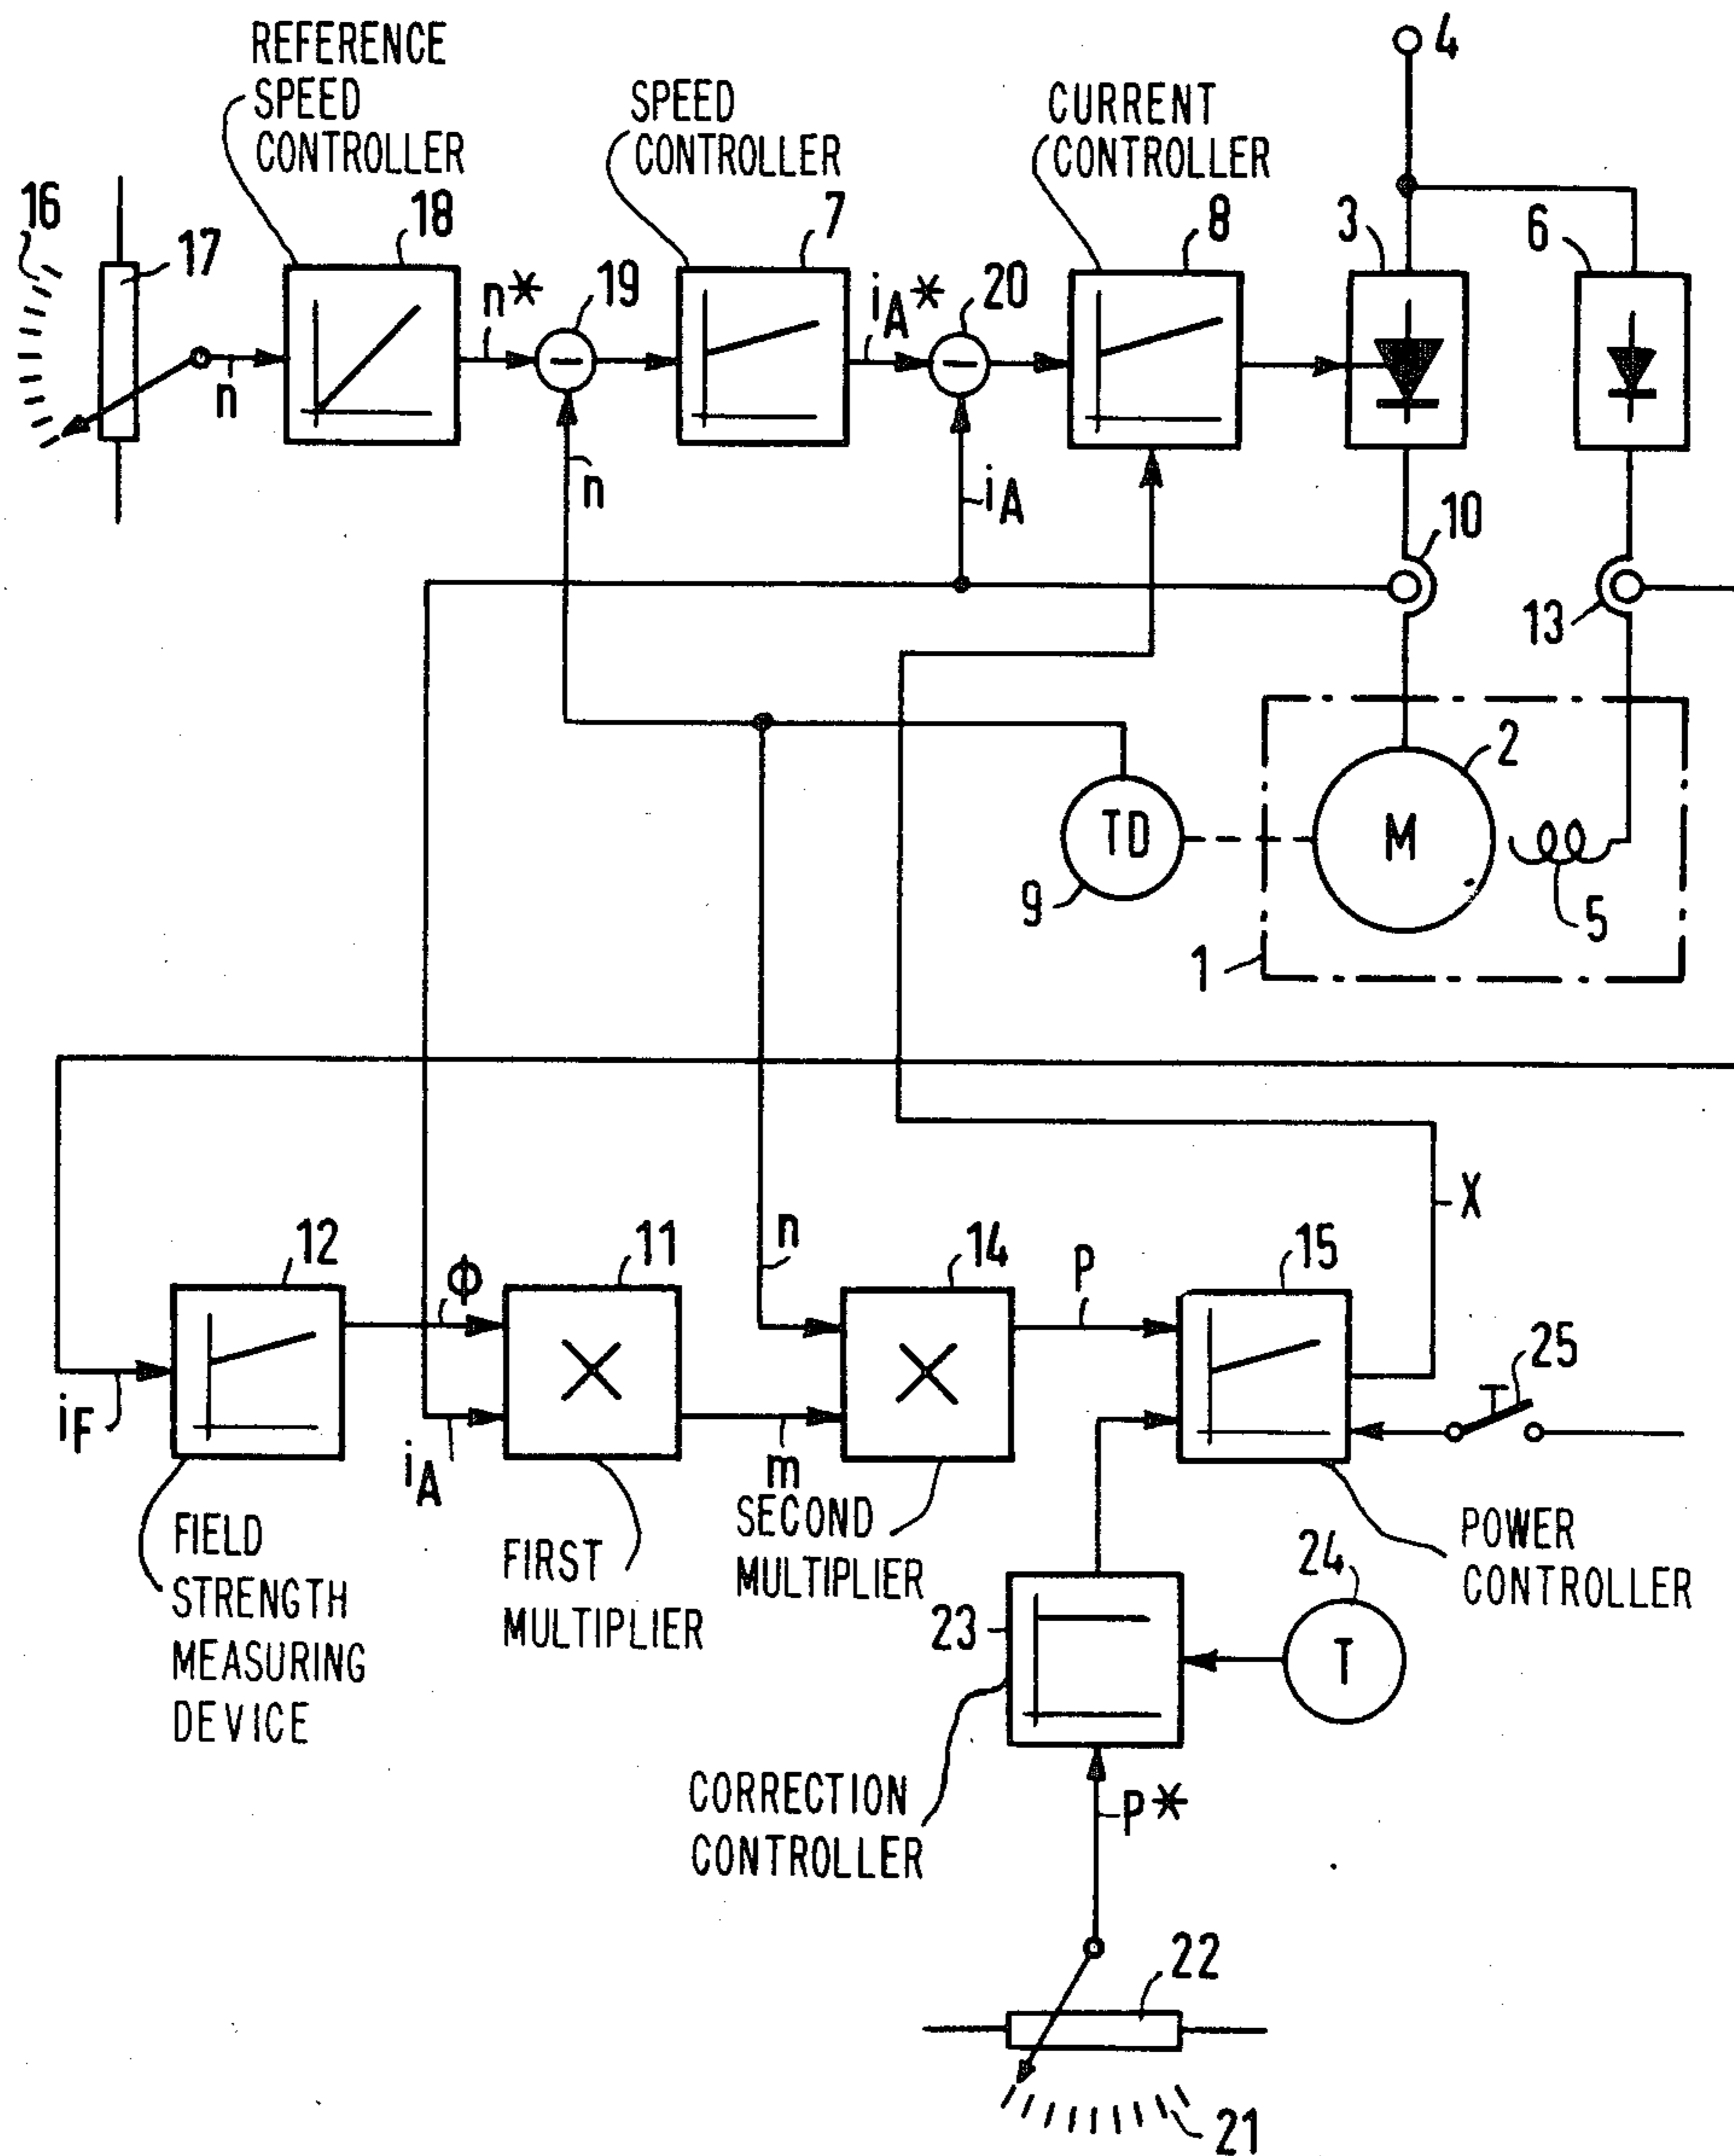 REFERENCE
SPEED
CONTROLLER
SPEED
CONTROLLER
CURRENT
CONTROLLER
4
16
17
18
7
8
3
6
n
n*
19
iA*
20
n
iA
10
13
2
TD
M
9
5
1
X
12
ϕ
11
n
14
P
15
25
iF
iA
m
FIELD
STRENGTH
MEASURING
DEVICE
FIRST
MULTIPLIER
SECOND
MULTIPLIER
POWER
CONTROLLER
24
23
T
CORRECTION
CONTROLLER
P*
22
21